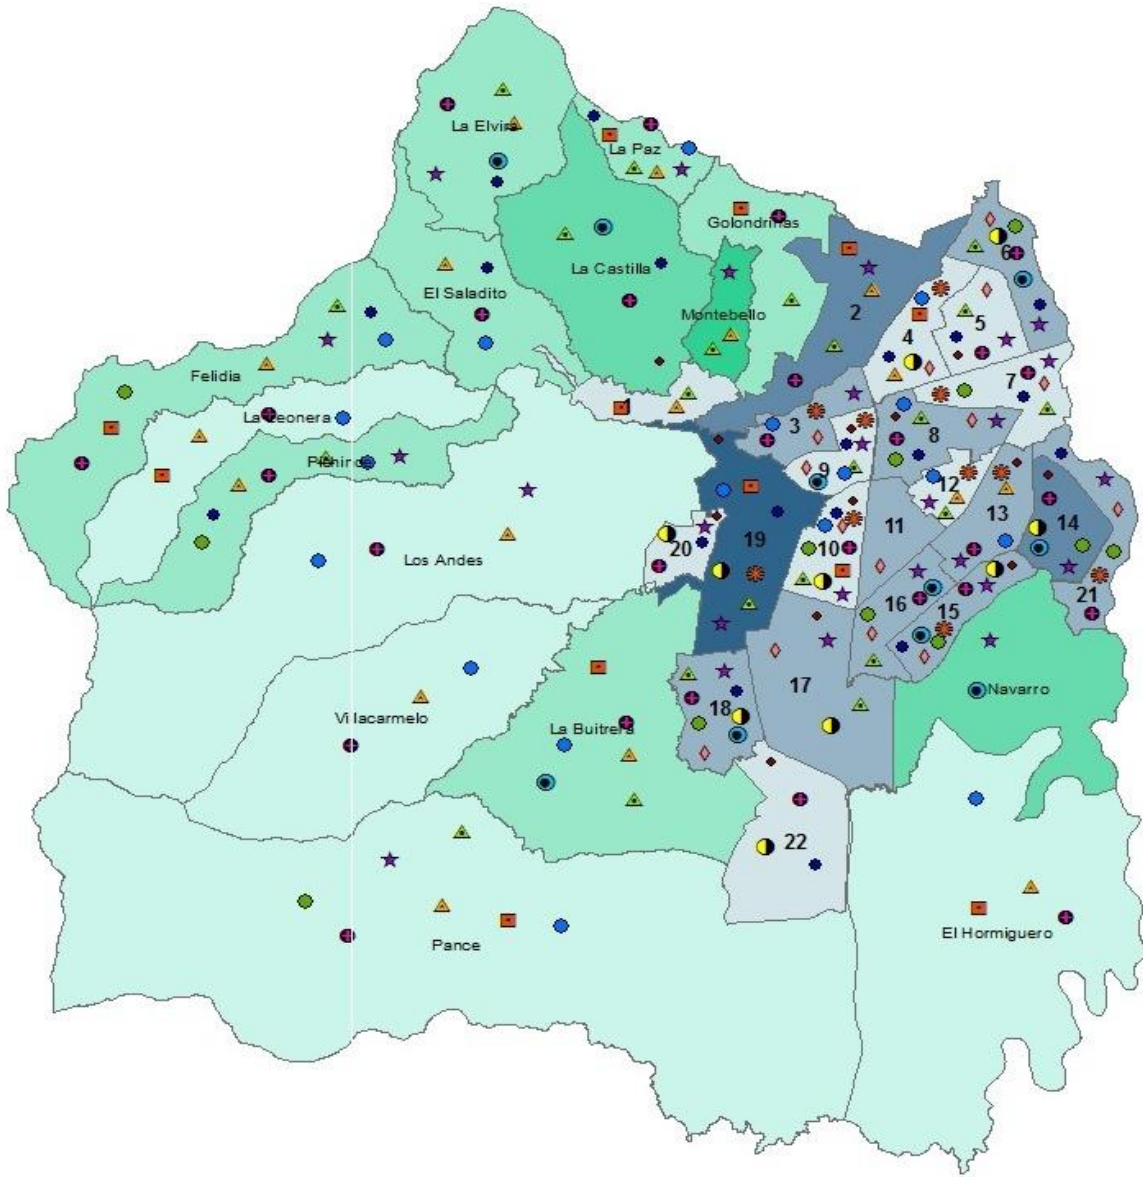 La Elvira
La Paz
Golondrinas
6
La Castilla
El Saladito
2
Montebello
4
5
Felidia
7
1
La Leonera
3
8
Pichinde
9
12
11
13
14
19
10
20
Los Andes
16
15
21
17
Navarro
18
Villacarmelo
La Buitrera
22
El Hormiguero
Pance